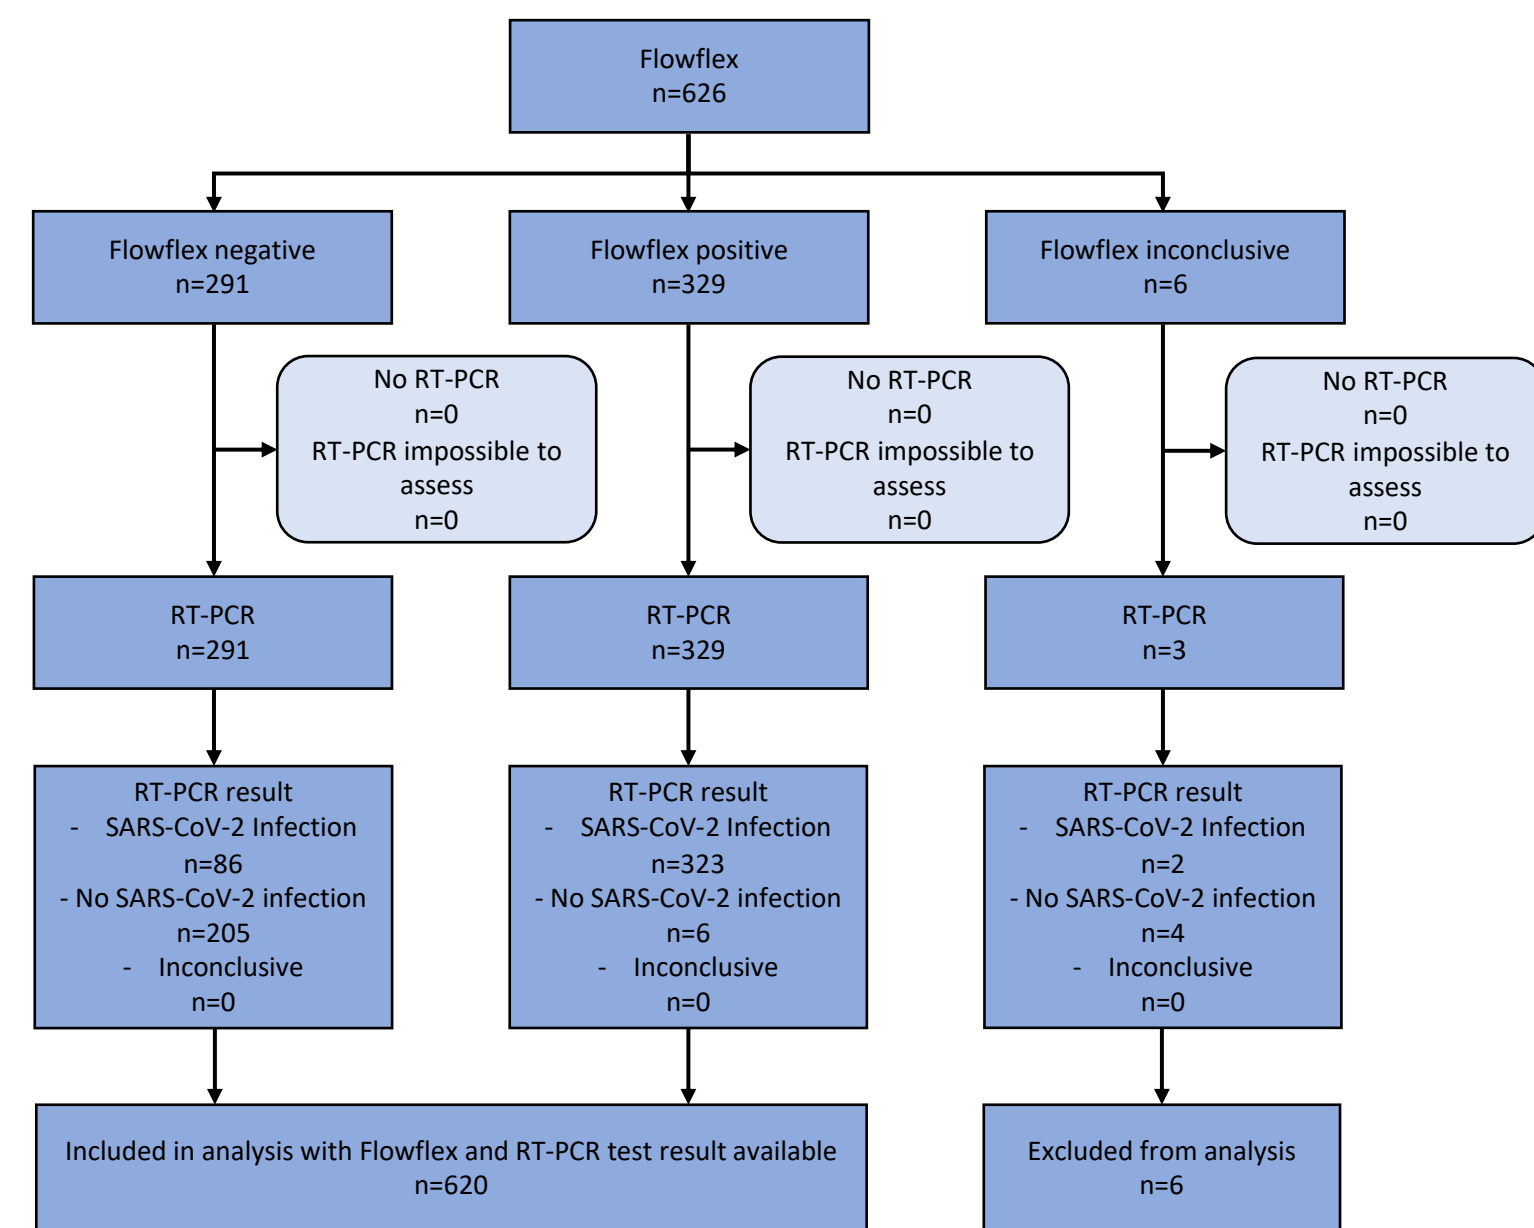 Flowflex
n=626
Flowflex negative
n=291
Flowflex positive
n=329
Flowflex inconclusive
n=6
No RT-PCR
n=0
RT-PCR impossible to
assess
n=0
No RT-PCR
n=0
RT-PCR impossible to
assess
n=0
No RT-PCR
n=0
RT-PCR impossible to
assess
n=0
RT-PCR
n=291
RT-PCR
n=329
RT-PCR
n=3
RT-PCR result
- SARS-CoV-2 Infection
n=86
- No SARS-CoV-2 infection
n=205
- Inconclusive
n=0
RT-PCR result
- SARS-CoV-2 Infection
n=323
- No SARS-CoV-2 infection
n=6
- Inconclusive
n=0
RT-PCR result
- SARS-CoV-2 Infection
n=2
- No SARS-CoV-2 infection
n=4
- Inconclusive
n=0
Included in analysis with Flowflex and RT-PCR test result available
n=620
Excluded from analysis
n=6